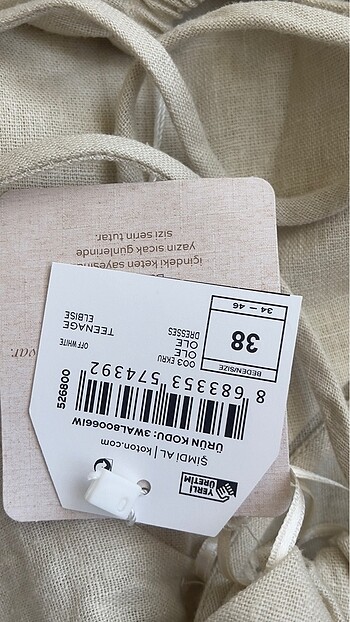 YERLİ
ÜRETİM
ŞİMDİ AL | koton.com
ÜRÜN KODU: 3WAL80066IW
8 683353 574392
526800
BEDEN/SIZE
38
34 - 46
003 EKRU
OLE
OLE
DRESSES
OFF WHITE
TEENAGE
ELBISE
içindeki keten sayesinde
yazın sıcak günlerinde
sizi serin tutar.